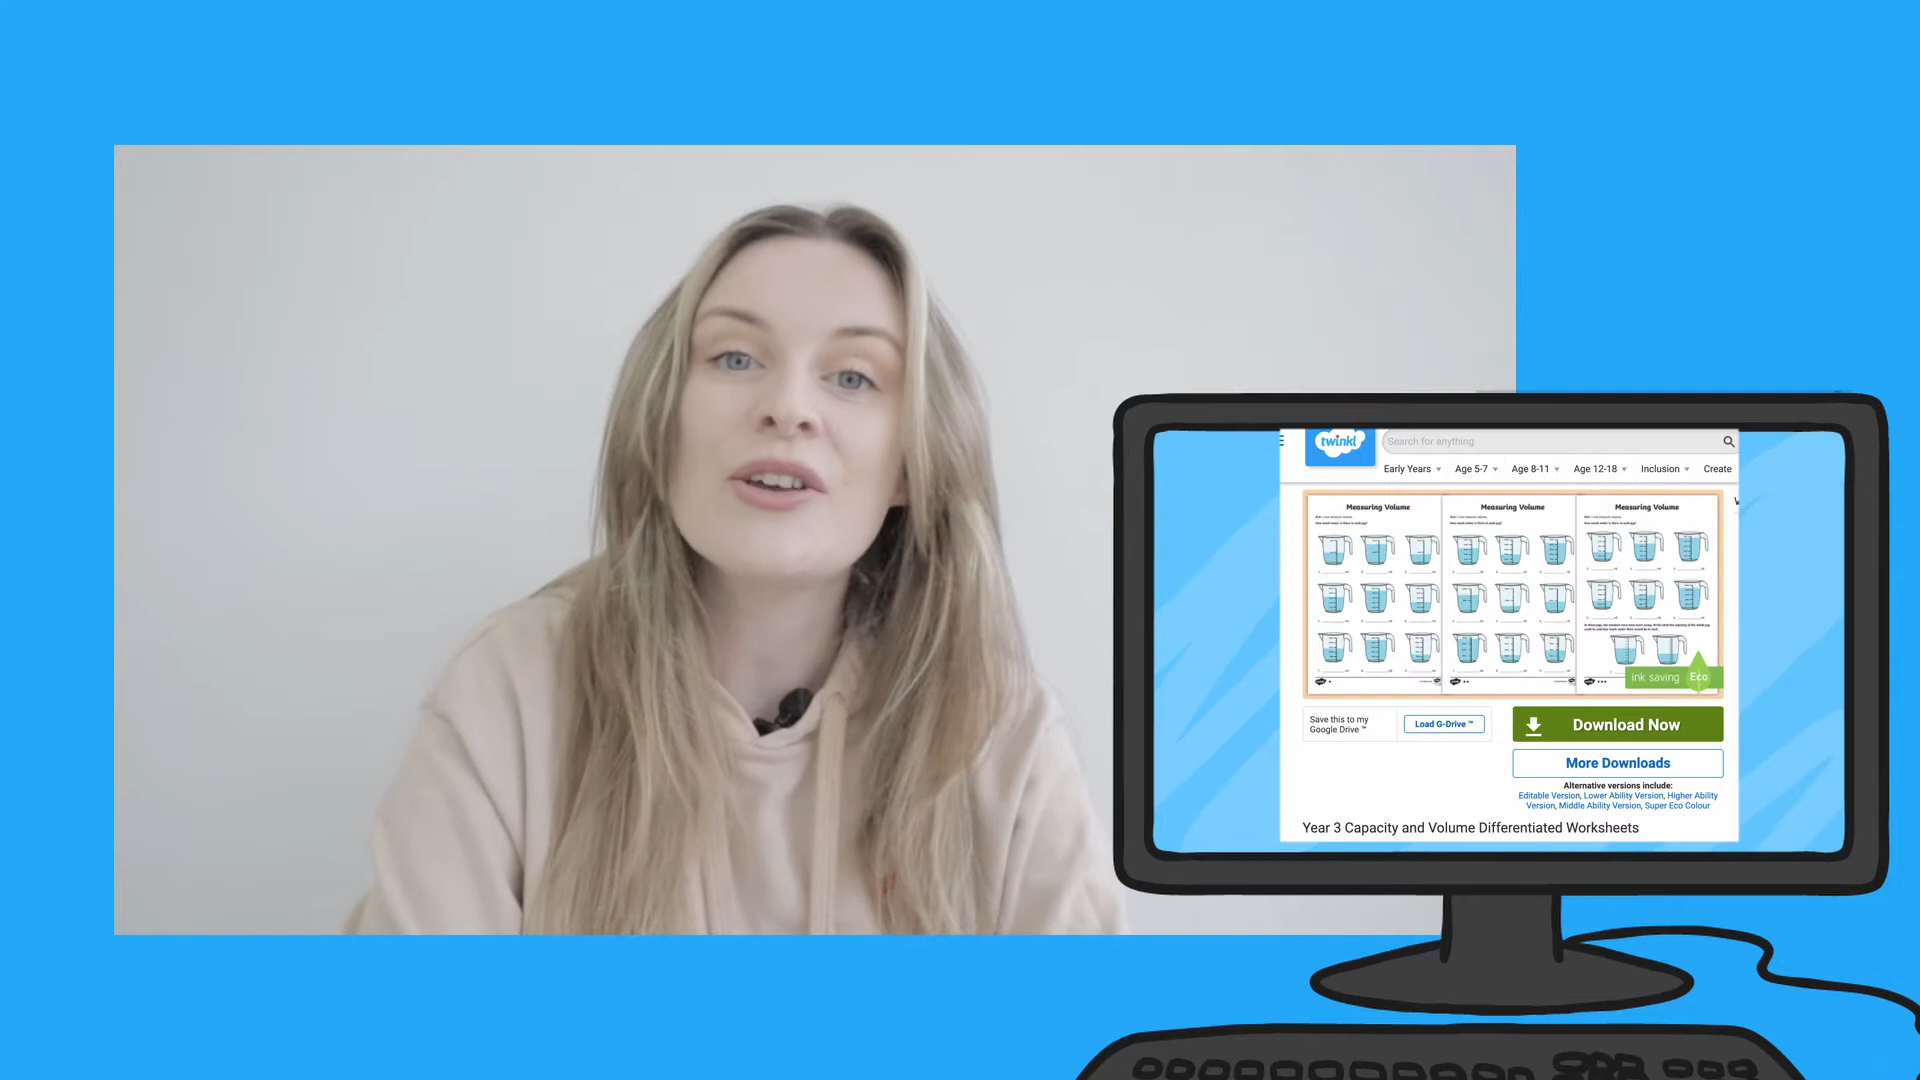 twinkl
Search for anything
Early Years Age 5-7 Age 8-11 Age 12-18 Inclusion Create
Measuring Volume Measuring Volume Measuring Volume
ink saving Eco
Save this to my
Google Drive ™
Load G-Drive ™
Download Now
More Downloads
Alternative versions include:
Editable Version, Lower Ability Version, Higher Ability
Version, Middle Ability Version, Super Eco Colour
Year 3 Capacity and Volume Differentiated Worksheets